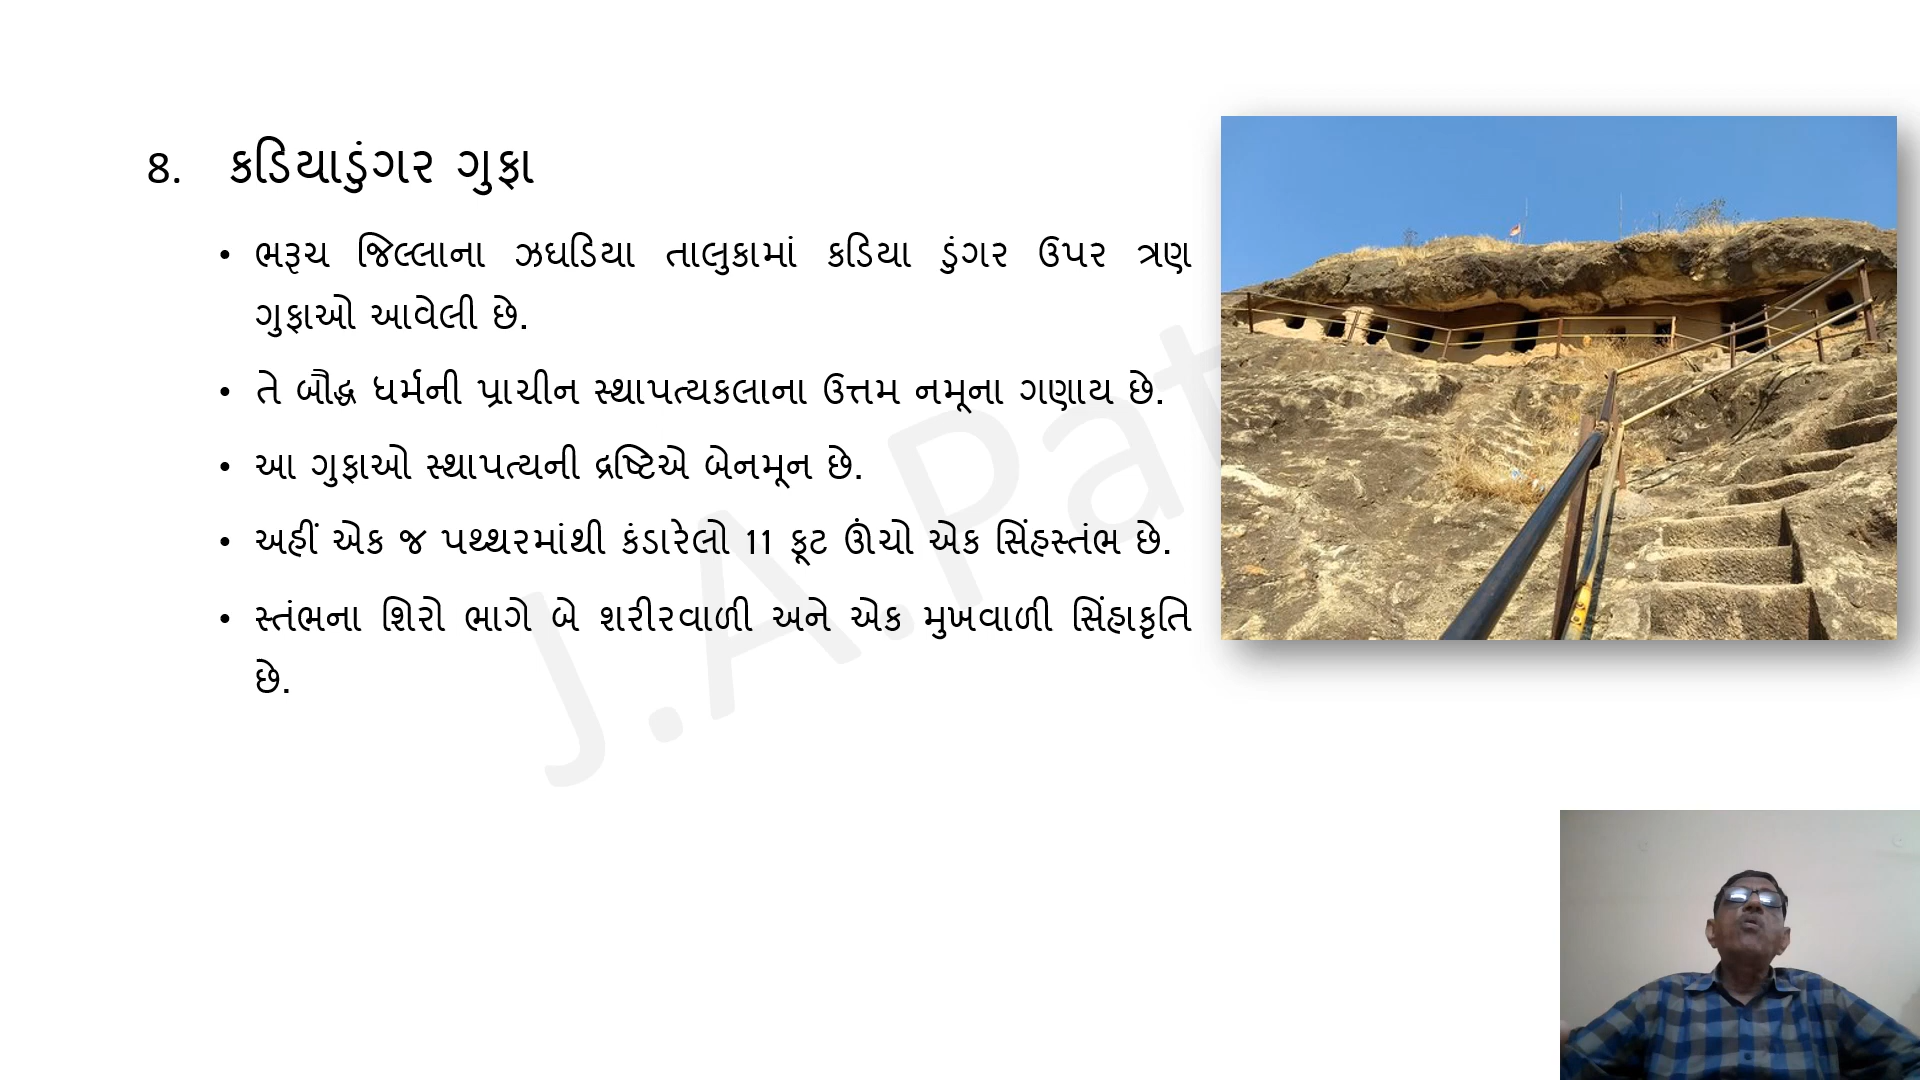 8. કડિયાડુંગર ગુફા
• ભરૂચ જિલ્લાના ઝઘડિયા તાલુકામાં કડિયા ડુંગર ઉપર ત્રણ
ગુફાઓ આવેલી છે.
• તે બૌદ્ધ ધર્મની પ્રાચીન સ્થાપત્યકલાના ઉત્તમ નમૂના ગણાય છે.
• આ ગુફાઓ સ્થાપત્યની દ્રષ્ટિએ બેનમૂન છે.
• અહીં એક જ પથ્થરમાંથી કંડારેલો 11 ફૂટ ઊંચો એક સિંહસ્તંભ છે.
• સ્તંભના શિરો ભાગે બે શરીરવાળી અને એક મુખવાળી સિંહાકૃતિ
છે.
J.A.Pat